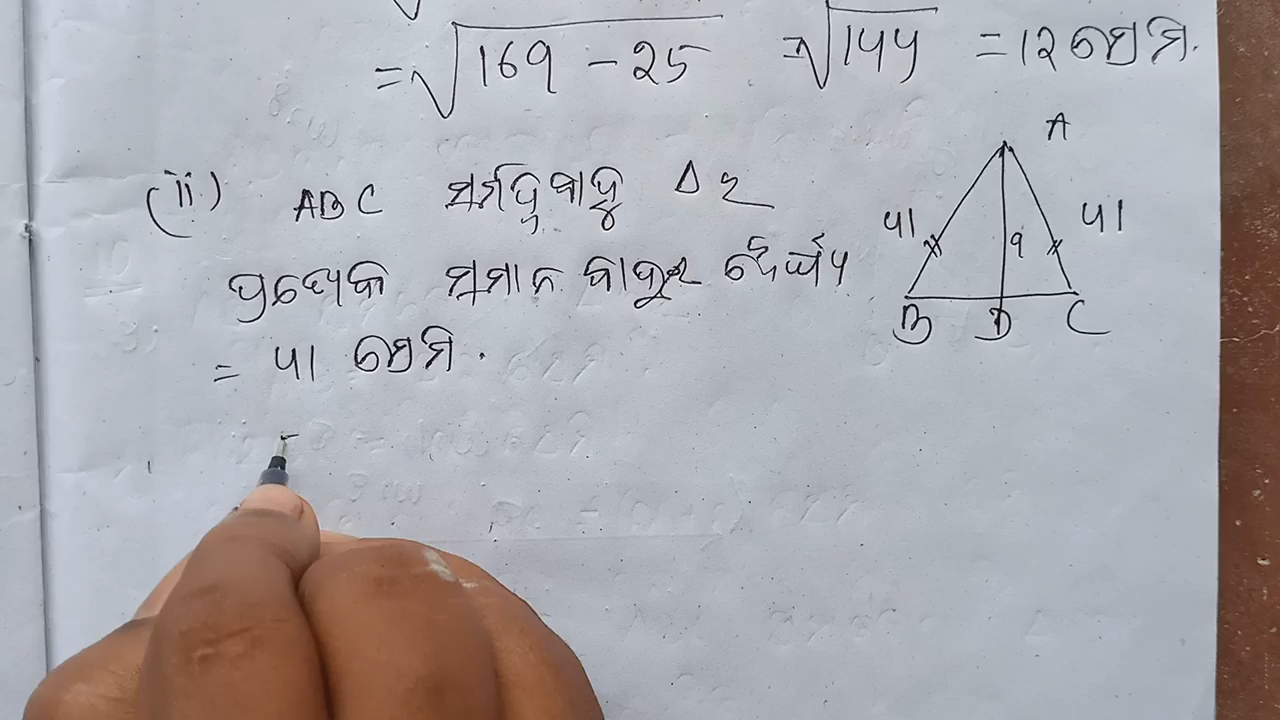 = √169 - 25 = √144 = 12 ସେମି.
(ii) ABC ସମଦ୍ବିବାହୁ Δ ର
ପ୍ରତ୍ୟେକ ସମାନ ବାହୁର ଦୈର୍ଘ୍ୟ
= 41 ସେମି.
A
41
9
41
B
D
C